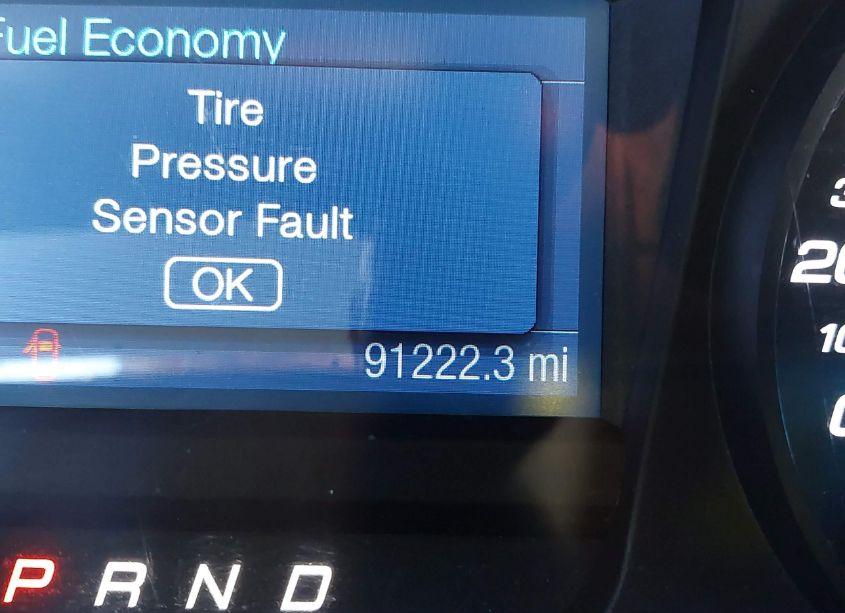 Fuel Economy
Tire
Pressure
Sensor Fault
OK
91222.3 mi
P R N D